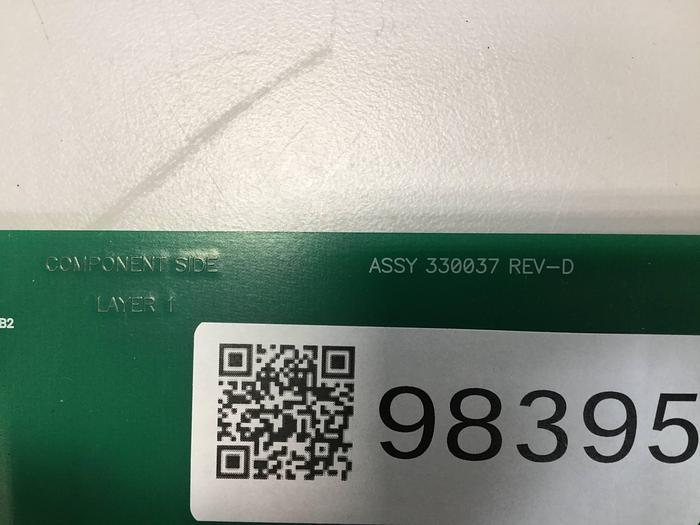 COMPONENT SIDE
ASSY 330037 REV-D
LAYER 1
B2
98395